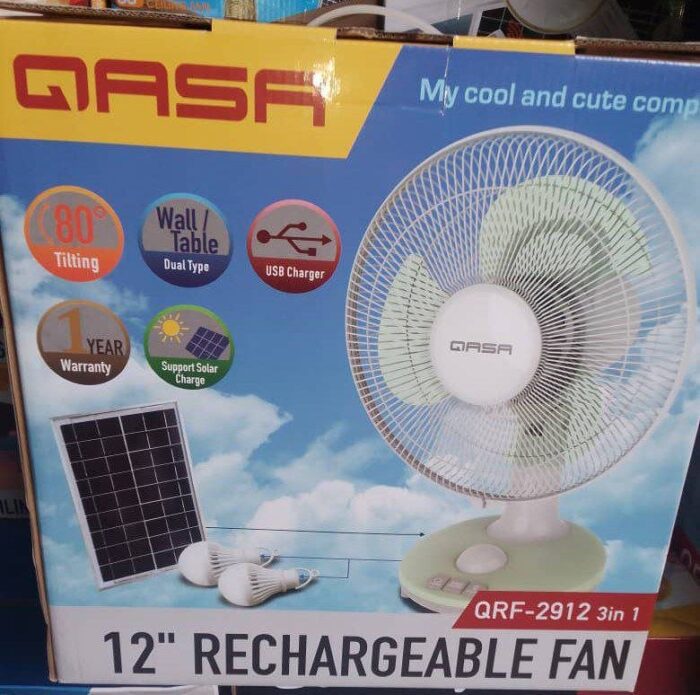 QASA
My cool and cute
80°
Tilting
Wall /
Table
Dual Type
USB Charger
1 YEAR
Warranty
Support Solar
Charge
QASA
QRF-2912 3in 1
12" RECHARGEABLE FAN